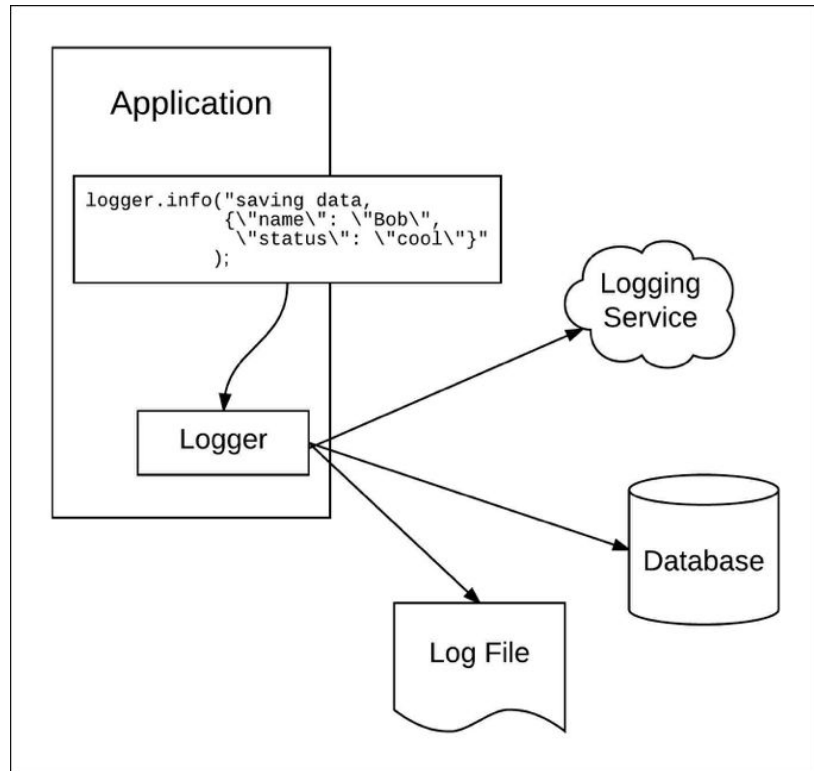 Application
logger.info("saving data,
{\"name\": \"Bob\",
\"status\": \"cool\"}"
);
Logging
Service
Logger
Database
Log File